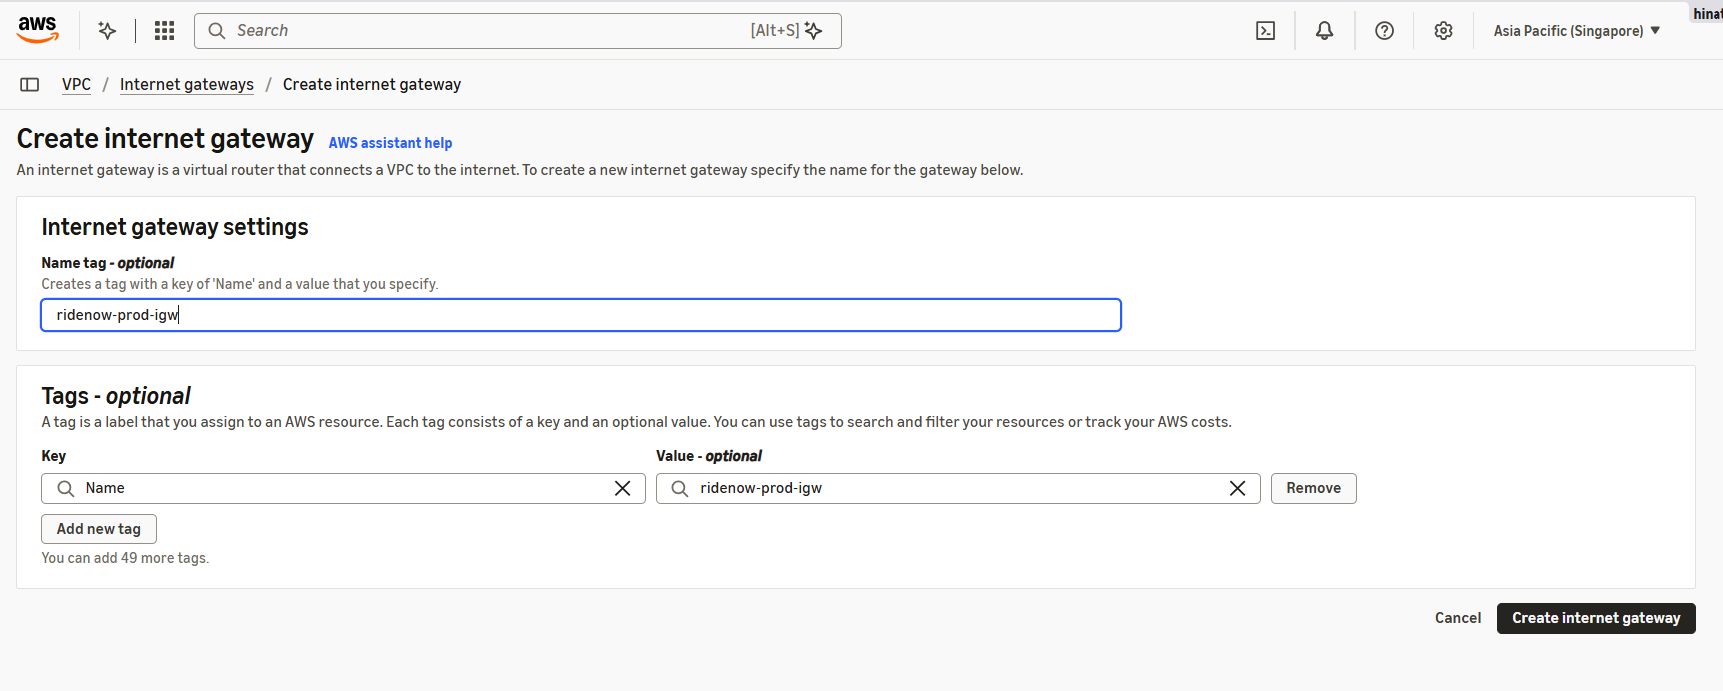 aws
Search [Alt+S]
Asia Pacific (Singapore)
VPC / Internet gateways / Create internet gateway
Create internet gateway AWS assistant help
An internet gateway is a virtual router that connects a VPC to the internet. To create a new internet gateway specify the name for the gateway below.
Internet gateway settings
Name tag - optional
Creates a tag with a key of 'Name' and a value that you specify.
ridenow-prod-igw
Tags - optional
A tag is a label that you assign to an AWS resource. Each tag consists of a key and an optional value. You can use tags to search and filter your resources or track your AWS costs.
Key Value - optional
Name ridenow-prod-igw Remove
Add new tag
You can add 49 more tags.
Cancel Create internet gateway